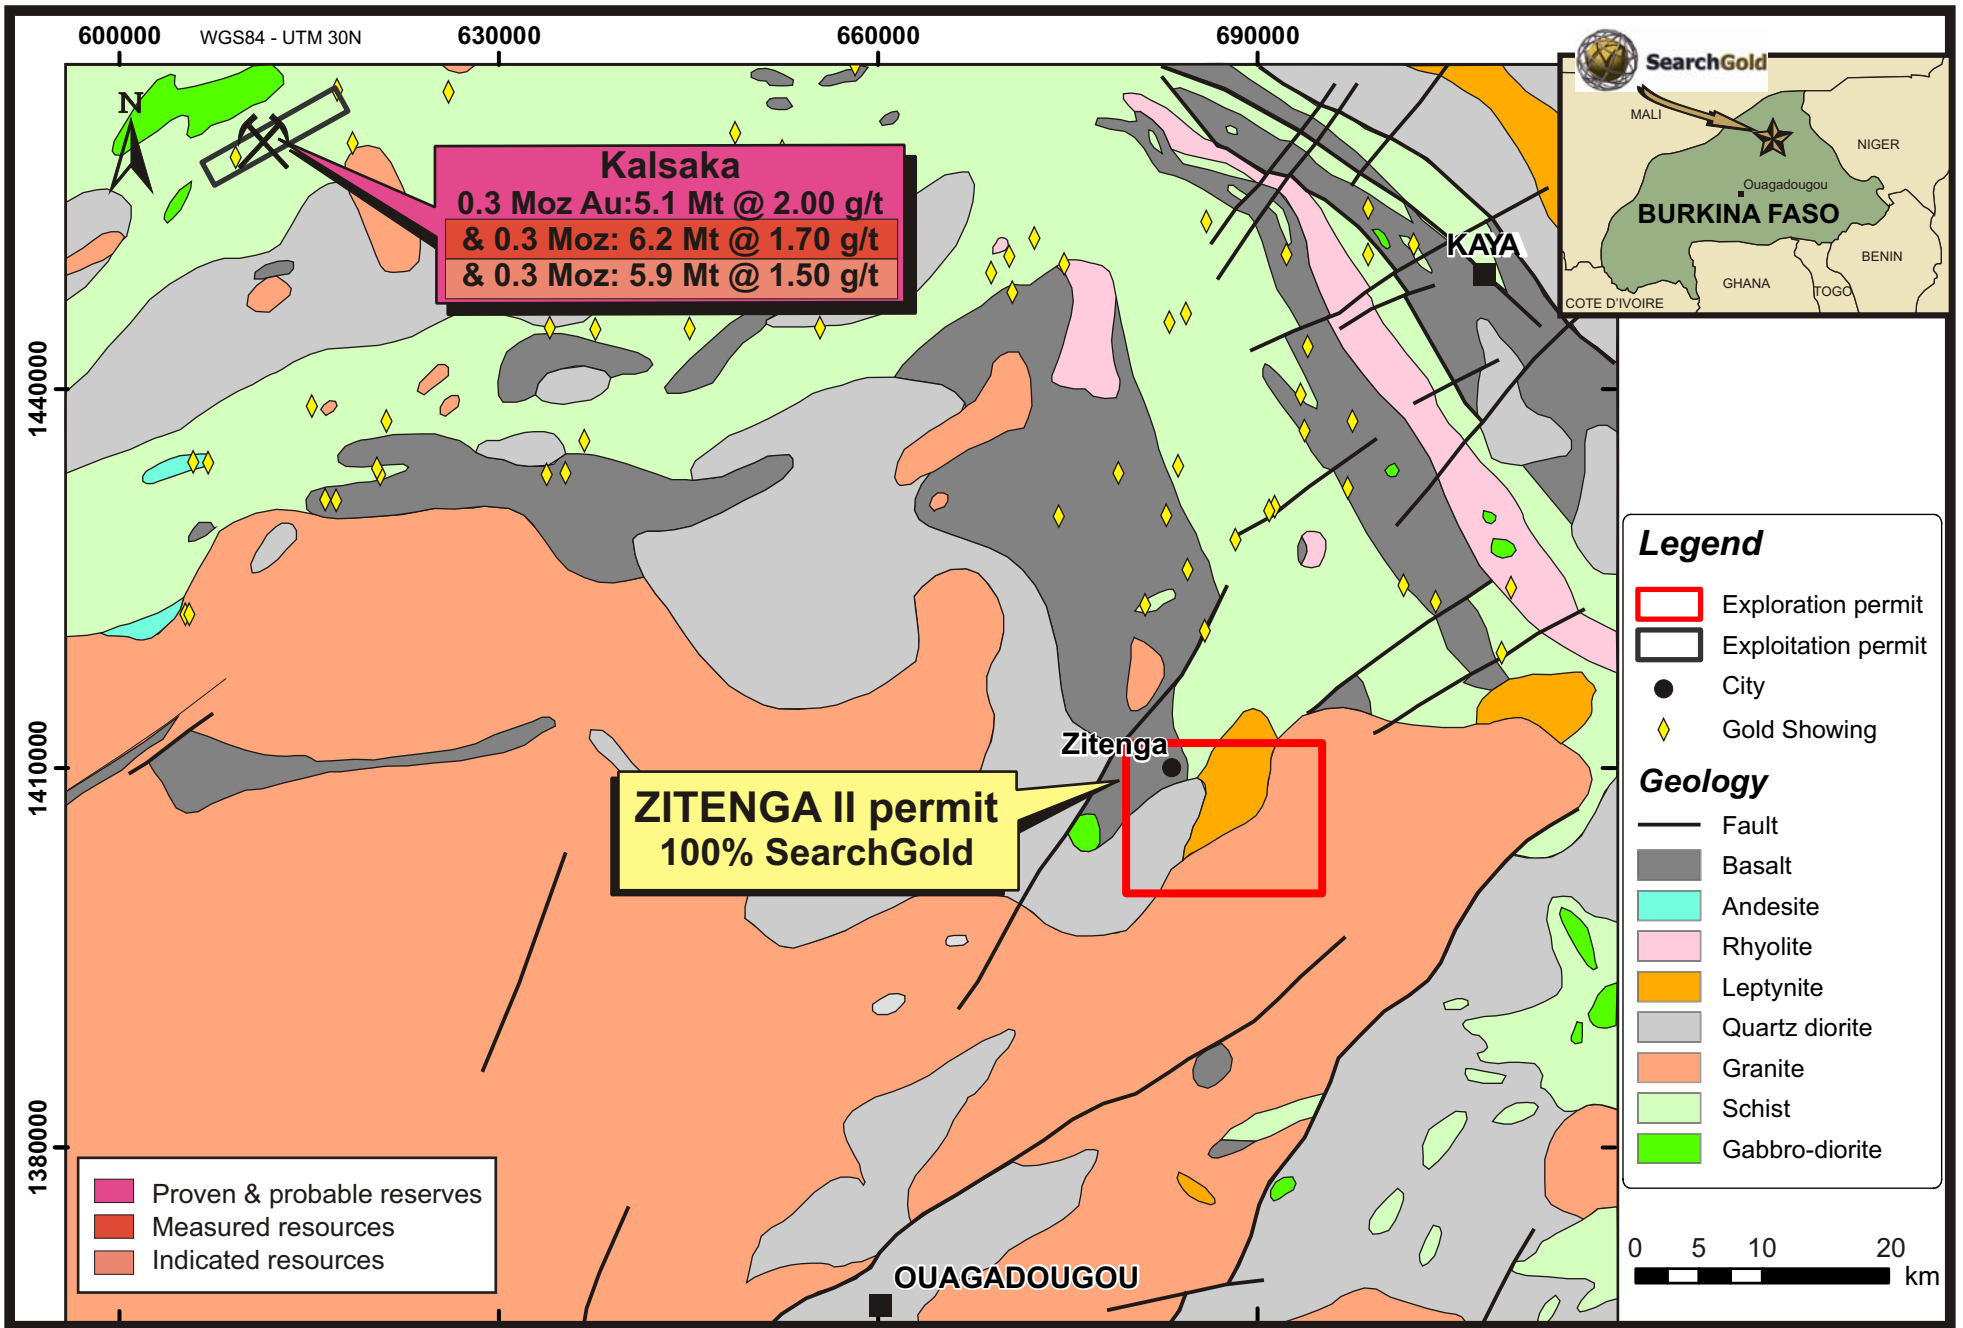 600000
WGS84 - UTM 30N
630000
660000
690000
N
Kalsaka
0.3 Moz Au:5.1 Mt @ 2.00 g/t
& 0.3 Moz: 6.2 Mt @ 1.70 g/t
& 0.3 Moz: 5.9 Mt @ 1.50 g/t
KAYA
SearchGold
MALI
NIGER
Ouagadougou
BURKINA FASO
BENIN
GHANA
TOGO
COTE D'IVOIRE
1440000
1410000
1380000
Zitenga
ZITENGA II permit
100% SearchGold
OUAGADOUGOU
Legend
Exploration permit
Exploitation permit
City
Gold Showing
Geology
Fault
Basalt
Andesite
Rhyolite
Leptynite
Quartz diorite
Granite
Schist
Gabbro-diorite
0 5 10 20
km
Proven & probable reserves
Measured resources
Indicated resources